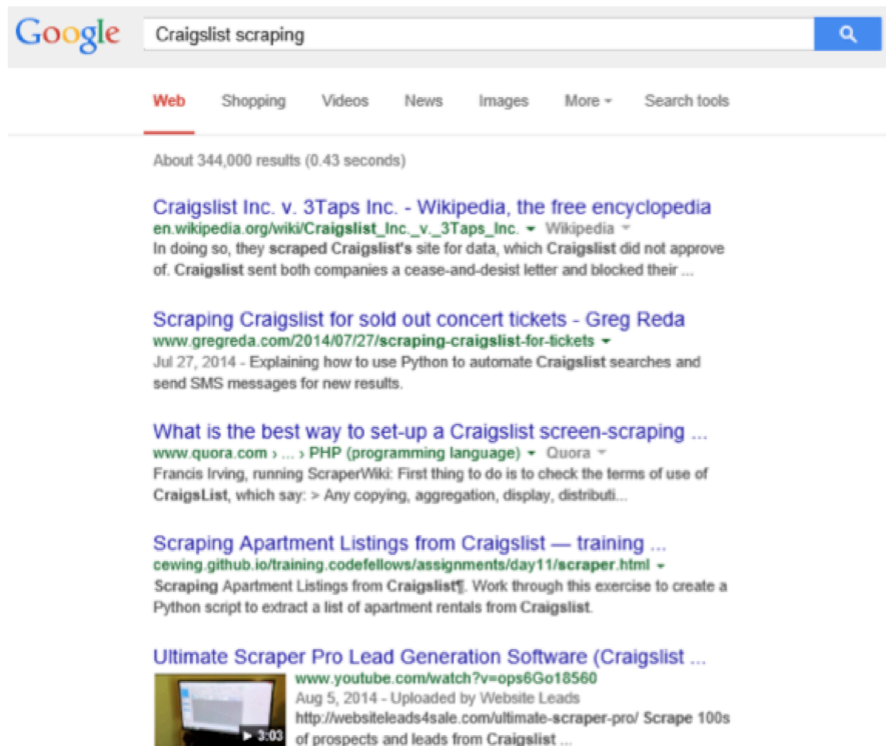 Google Craigslist scraping
Web Shopping Videos News Images More Search tools
About 344,000 results (0.43 seconds)
Craigslist Inc. v. 3Taps Inc. - Wikipedia, the free encyclopedia
en.wikipedia.org/wiki/Craigslist_Inc._v._3Taps_Inc. Wikipedia
In doing so, they scraped Craigslist's site for data, which Craigslist did not approve
of. Craigslist sent both companies a cease-and-desist letter and blocked their ...
Scraping Craigslist for sold out concert tickets - Greg Reda
www.gregreda.com/2014/07/27/scraping-craigslist-for-tickets
Jul 27, 2014 - Explaining how to use Python to automate Craigslist searches and
send SMS messages for new results.
What is the best way to set-up a Craigslist screen-scraping ...
www.quora.com › ... › PHP (programming language) Quora
Francis Irving, running ScraperWiki: First thing to do is to check the terms of use of
CraigsList, which say: > Any copying, aggregation, display, distributi...
Scraping Apartment Listings from Craigslist — training ...
cewing.github.io/training.codefellows/assignments/day11/scraper.html
Scraping Apartment Listings from Craigslist¶. Work through this exercise to create a
Python script to extract a list of apartment rentals from Craigslist.
Ultimate Scraper Pro Lead Generation Software (Craigslist ...
www.youtube.com/watch?v=ops6Go18560
Aug 5, 2014 - Uploaded by Website Leads
http://websiteleads4sale.com/ultimate-scraper-pro/ Scrape 100s
3:03 of prospects and leads from Craigslist ...